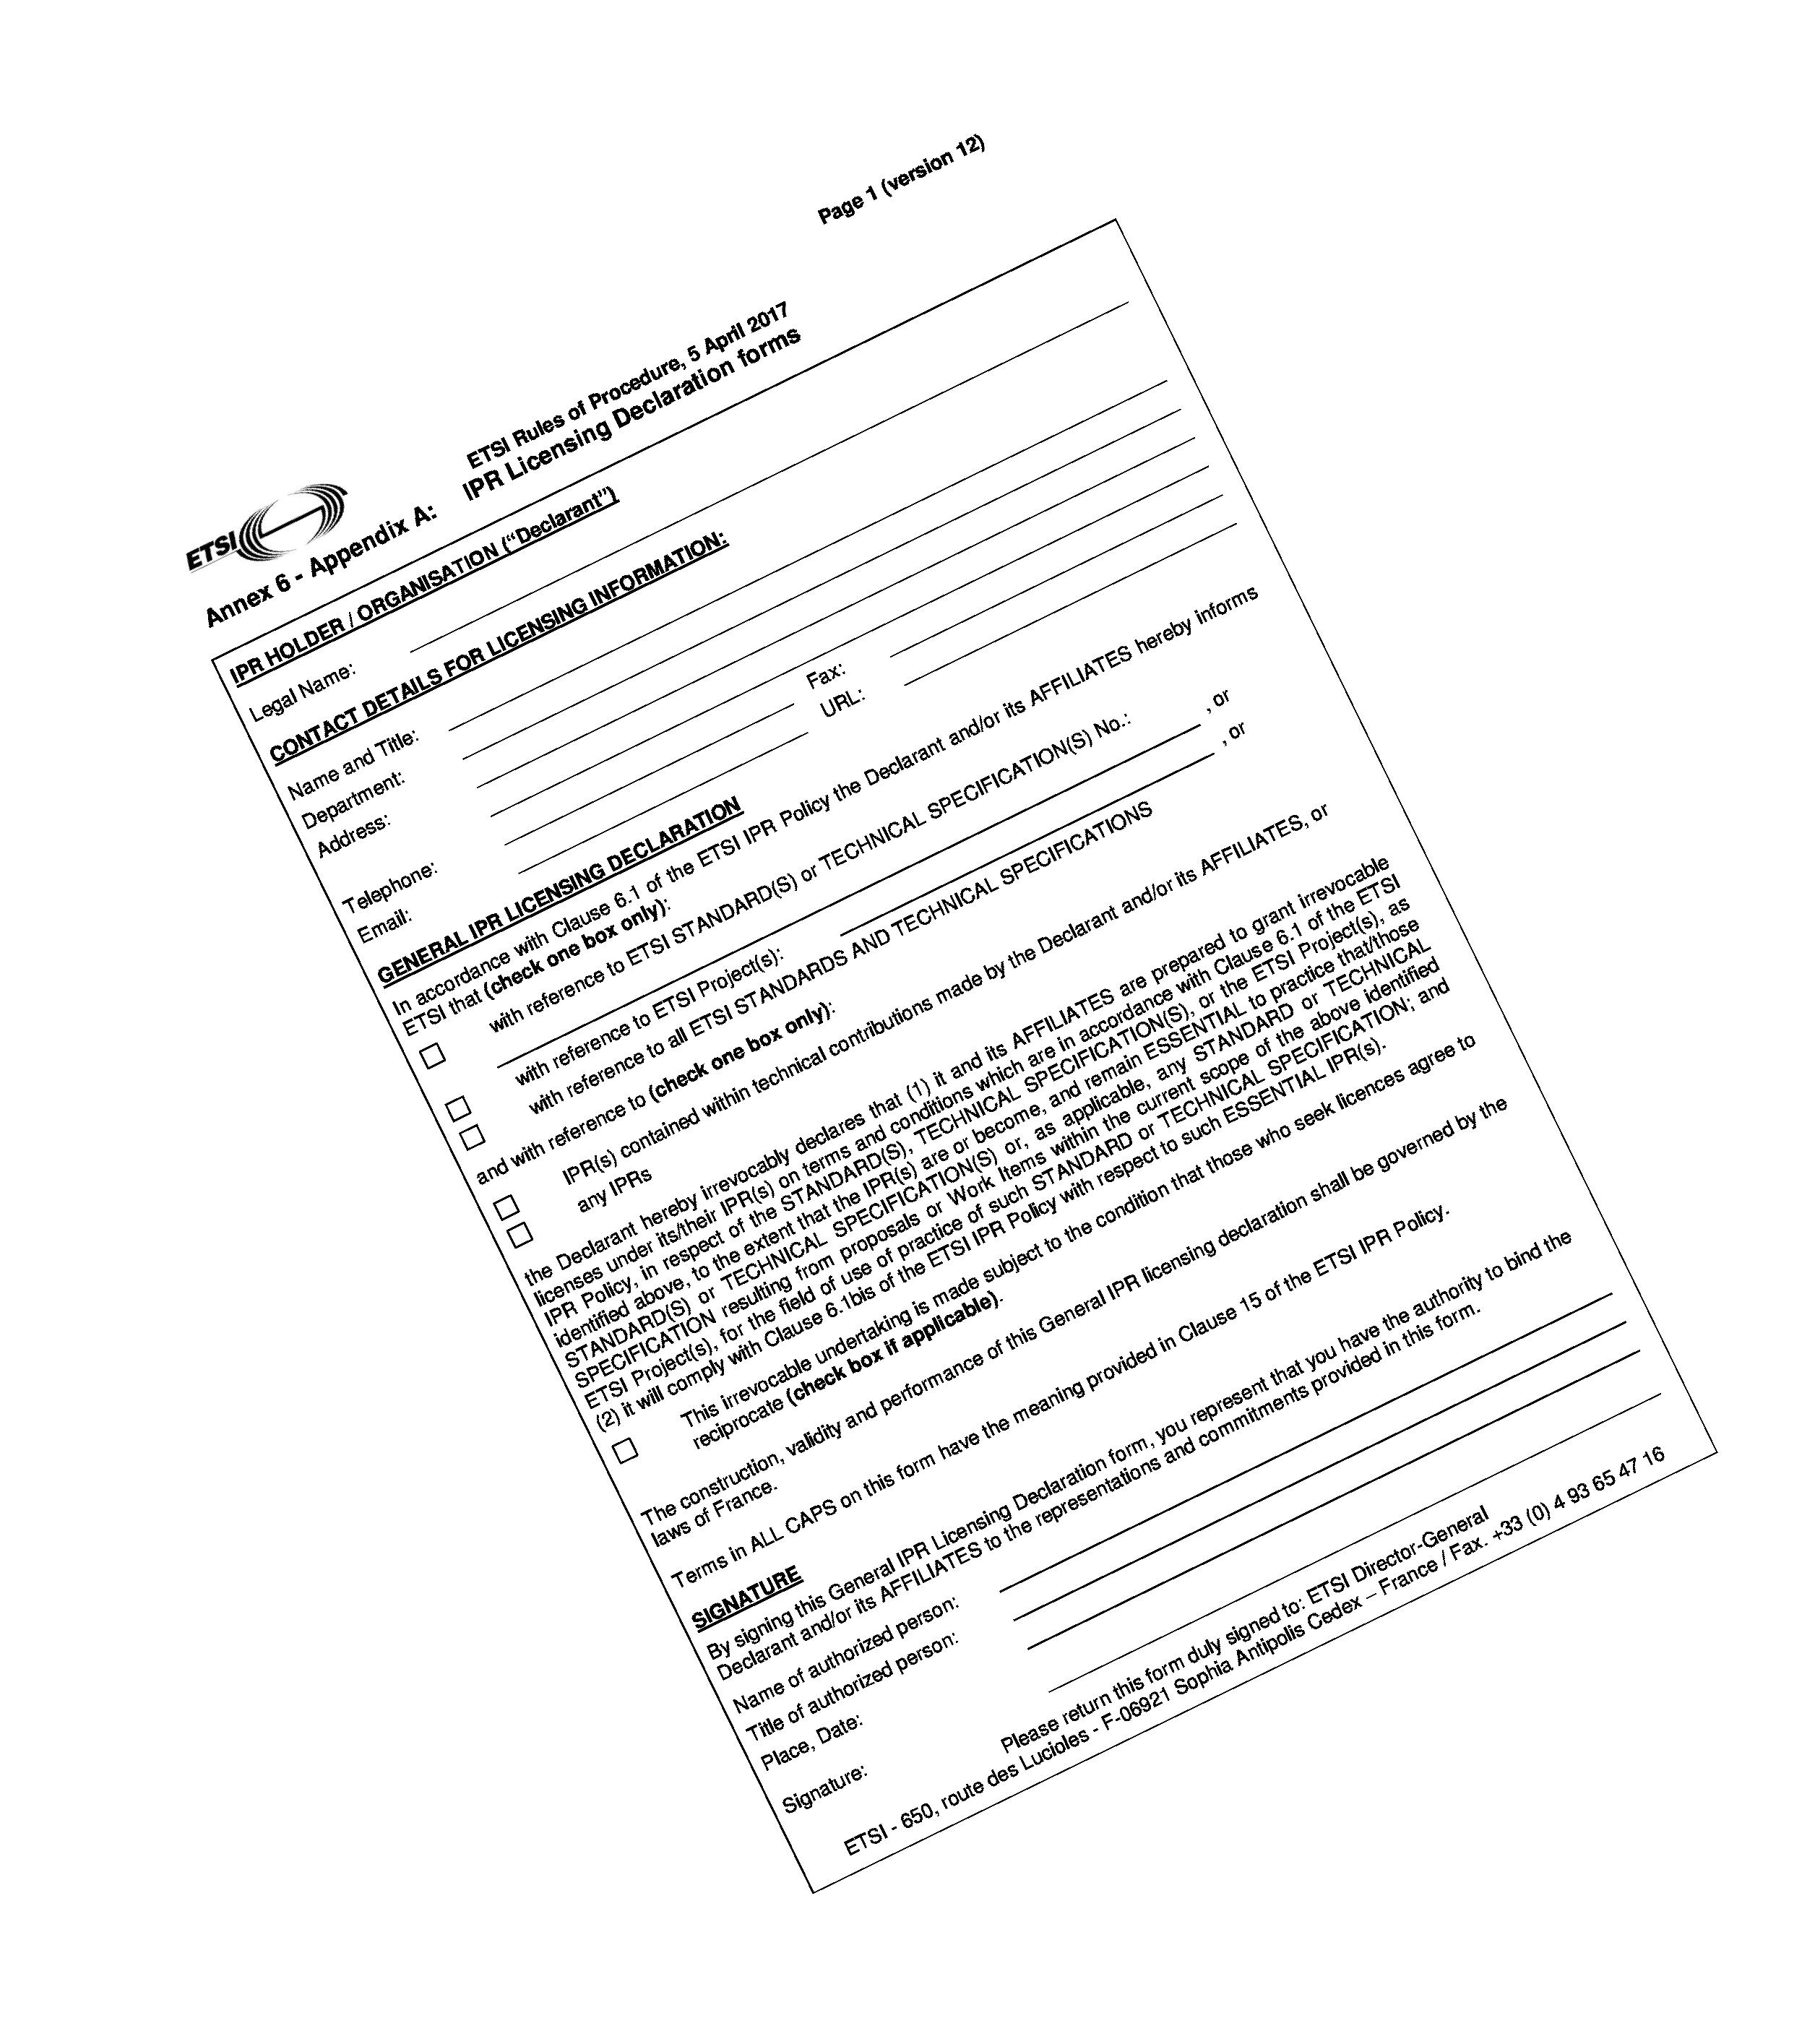 Page 1 (version 12)
ETSI Rules of Procedure, 5 April 2017
ETSI
Annex 6 - Appendix A: IPR Licensing Declaration forms
IPR HOLDER / ORGANISATION (“Declarant”)
Legal Name:
CONTACT DETAILS FOR LICENSING INFORMATION:
Name and Title:
Department:
Address:
Telephone: Fax:
Email: URL:
GENERAL IPR LICENSING DECLARATION
In accordance with Clause 6.1 of the ETSI IPR Policy the Declarant and/or its AFFILIATES hereby informs
ETSI that (check one box only):
with reference to ETSI STANDARD(S) or TECHNICAL SPECIFICATION(S) No.:
, or
with reference to ETSI Project(s): , or
with reference to all ETSI STANDARDS AND TECHNICAL SPECIFICATIONS
and with reference to (check one box only):
IPR(s) contained within technical contributions made by the Declarant and/or its AFFILIATES, or
any IPRs
the Declarant hereby irrevocably declares that (1) it and its AFFILIATES are prepared to grant irrevocable
licenses under its/their IPR(s) on terms and conditions which are in accordance with Clause 6.1 of the ETSI
IPR Policy, in respect of the STANDARD(S), TECHNICAL SPECIFICATION(S), or the ETSI Project(s), as
identified above, to the extent that the IPR(s) are or become, and remain ESSENTIAL to practice that/those
STANDARD(S) or TECHNICAL SPECIFICATION(S) or, as applicable, any STANDARD or TECHNICAL
SPECIFICATION resulting from proposals or Work Items within the current scope of the above identified
ETSI Project(s), for the field of use of practice of such STANDARD or TECHNICAL SPECIFICATION; and
(2) it will comply with Clause 6.1bis of the ETSI IPR Policy with respect to such ESSENTIAL IPR(s).
This irrevocable undertaking is made subject to the condition that those who seek licences agree to
reciprocate (check box if applicable).
The construction, validity and performance of this General IPR licensing declaration shall be governed by the
laws of France.
Terms in ALL CAPS on this form have the meaning provided in Clause 15 of the ETSI IPR Policy.
SIGNATURE
By signing this General IPR Licensing Declaration form, you represent that you have the authority to bind the
Declarant and/or its AFFILIATES to the representations and commitments provided in this form.
Name of authorized person:
Title of authorized person:
Place, Date:
Signature:
Please return this form duly signed to: ETSI Director-General
ETSI - 650, route des Lucioles - F-06921 Sophia Antipolis Cedex – France / Fax. +33 (0) 4 93 65 47 16